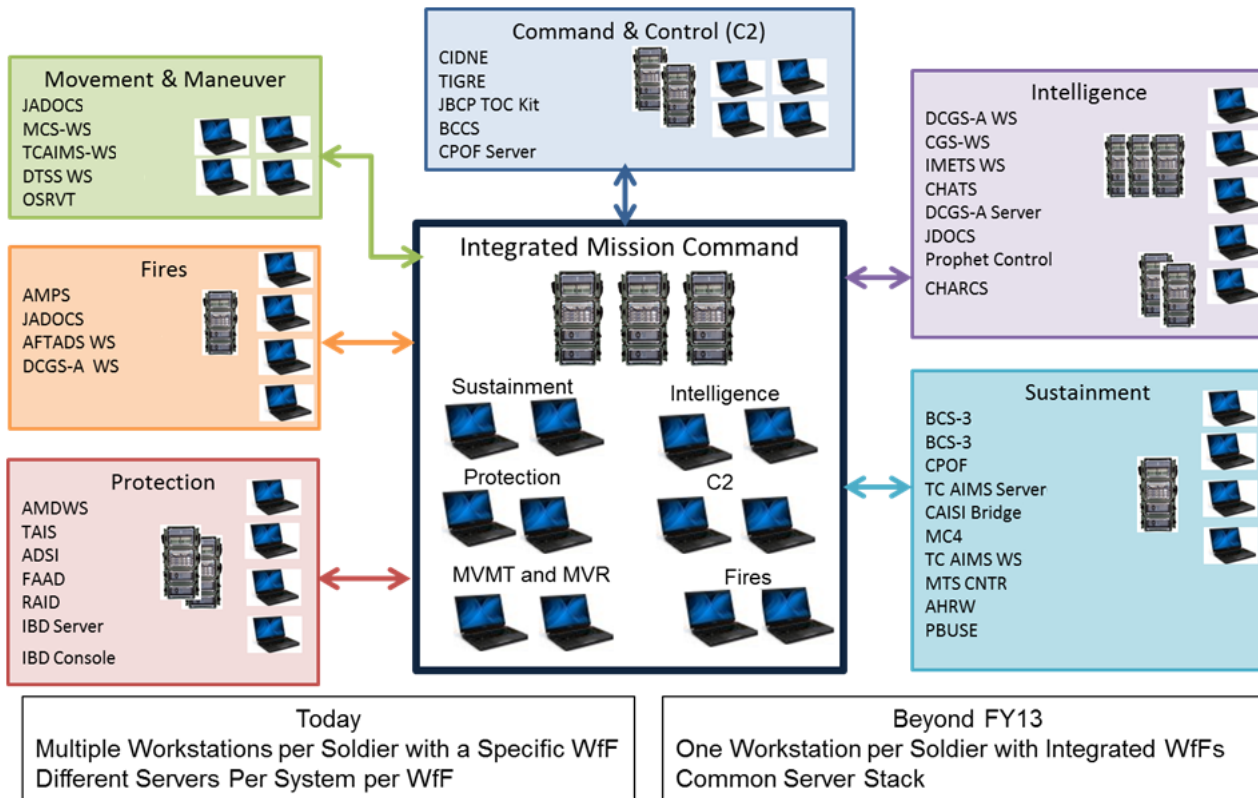 Command & Control (C2)
CIDNE
TIGRE
JBCP TOC Kit
BCCS
CPOF Server
Movement & Maneuver
JADOCS
MCS-WS
TCAIMS-WS
DTSS WS
OSRVT
Intelligence
DCGS-A WS
CGS-WS
IMETS WS
CHATS
DCGS-A Server
JDOCS
Prophet Control
CHARCS
Fires
AMPS
JADOCS
AFTADS WS
DCGS-A WS
Integrated Mission Command
Sustainment
Intelligence
Protection
C2
MVMT and MVR
Fires
Protection
AMDWS
TAIS
ADSI
FAAD
RAID
IBD Server
IBD Console
Sustainment
BCS-3
BCS-3
CPOF
TC AIMS Server
CAISI Bridge
MC4
TC AIMS WS
MTS CNTR
AHRW
PBUSE
Today
Multiple Workstations per Soldier with a Specific WfF
Different Servers Per System per WfF
Beyond FY13
One Workstation per Soldier with Integrated WfFs
Common Server Stack